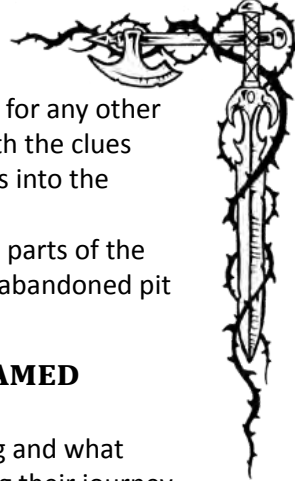 for any other
th the clues
s into the
parts of the
abandoned pit
AMED
g and what
g their journey